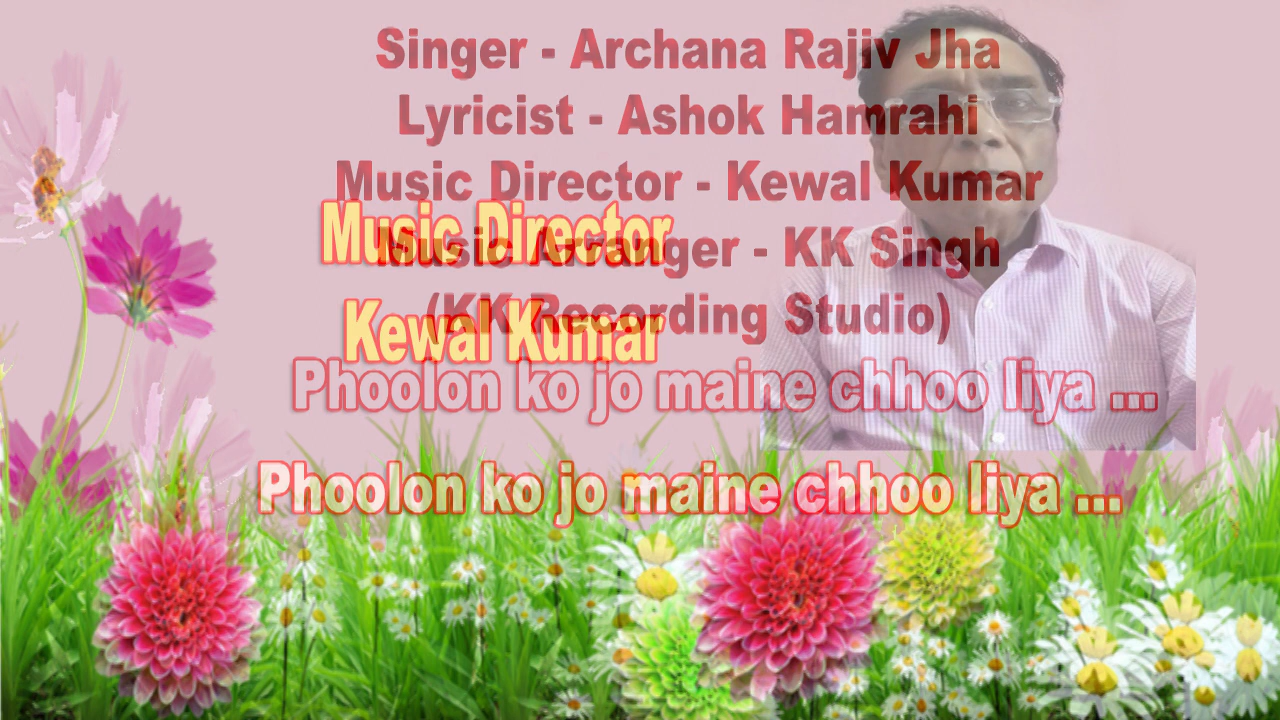 Singer - Archana Rajiv Jha
Lyricist - Ashok Hamrahi
Music Director - Kewal Kumar
Music Director
Music Arranger - KK Singh
(KK Recording Studio)
Kewal Kumar
Phoolon ko jo maine chhoo liya ...
Phoolon ko jo maine chhoo liya ...